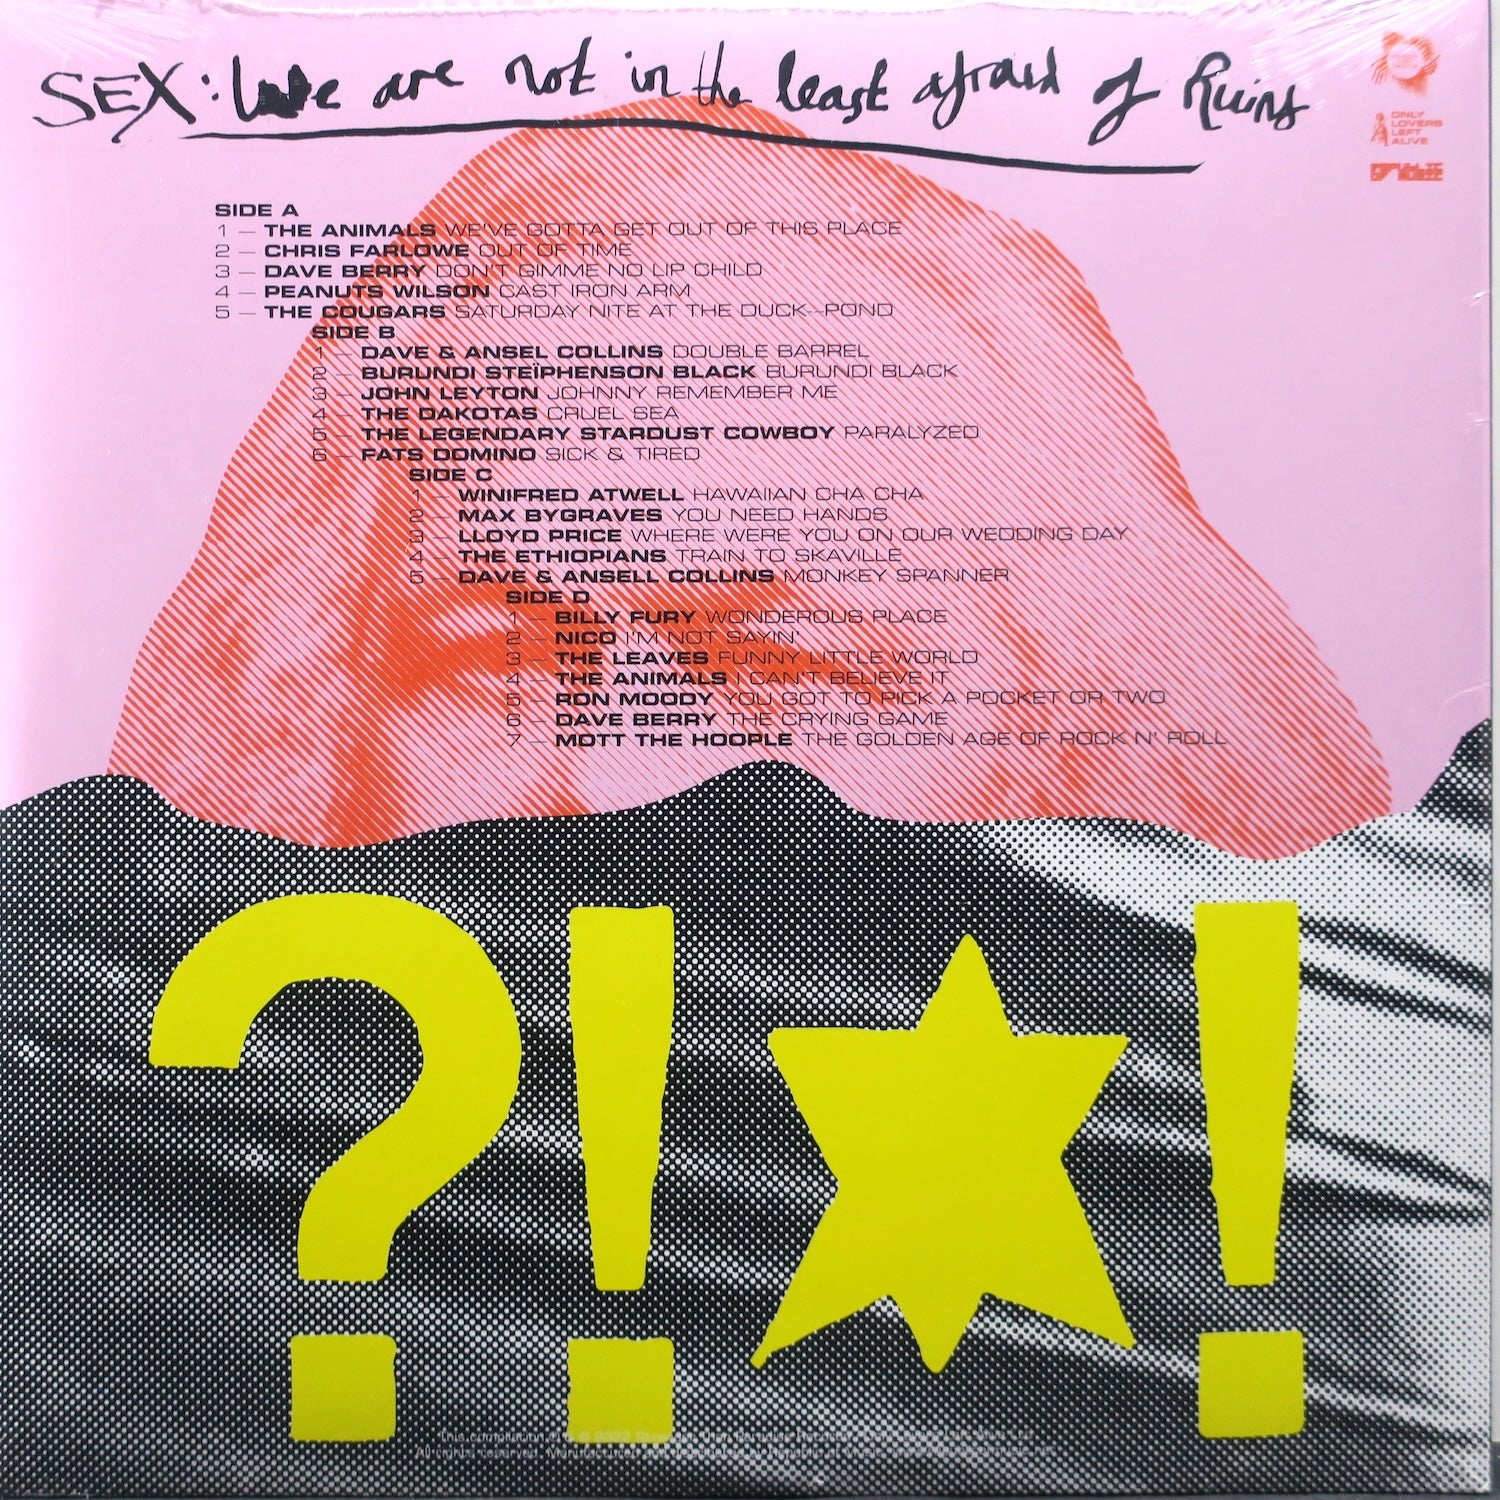 SEX: We are not in the least afraid of Ruins
ONLY
LOVERS
LEFT
ALIVE
SIDE A
1 — THE ANIMALS WE'VE GOTTA GET OUT OF THIS PLACE
2 — CHRIS FARLOWE OUT OF TIME
3 — DAVE BERRY DON'T GIMME NO LIP CHILD
4 — PEANUTS WILSON CAST IRON ARM
5 — THE COUGARS SATURDAY NITE AT THE DUCK--POND
SIDE B
1 — DAVE & ANSEL COLLINS DOUBLE BARREL
2 — BURUNDI STEÏPHENSON BLACK BURUNDI BLACK
3 — JOHN LEYTON JOHNNY REMEMBER ME
4 — THE DAKOTAS CRUEL SEA
5 — THE LEGENDARY STARDUST COWBOY PARALYZED
6 — FATS DOMINO SICK & TIRED
SIDE C
1 — WINIFRED ATWELL HAWAIIAN CHA CHA
2 — MAX BYGRAVES YOU NEED HANDS
3 — LLOYD PRICE WHERE WERE YOU ON OUR WEDDING DAY
4 — THE ETHIOPIANS TRAIN TO SKAVILLE
5 — DAVE & ANSELL COLLINS MONKEY SPANNER
SIDE D
1 — BILLY FURY WONDEROUS PLACE
2 — NICO I'M NOT SAYIN'
3 — THE LEAVES FUNNY LITTLE WORLD
4 — THE ANIMALS I CAN'T BELIEVE IT
5 — RON MOODY YOU GOT TO PICK A POCKET OR TWO
6 — DAVE BERRY THE CRYING GAME
7 — MOTT THE HOOPLE THE GOLDEN AGE OF ROCK N' ROLL
?!★!
This compilation
All rights reserved.